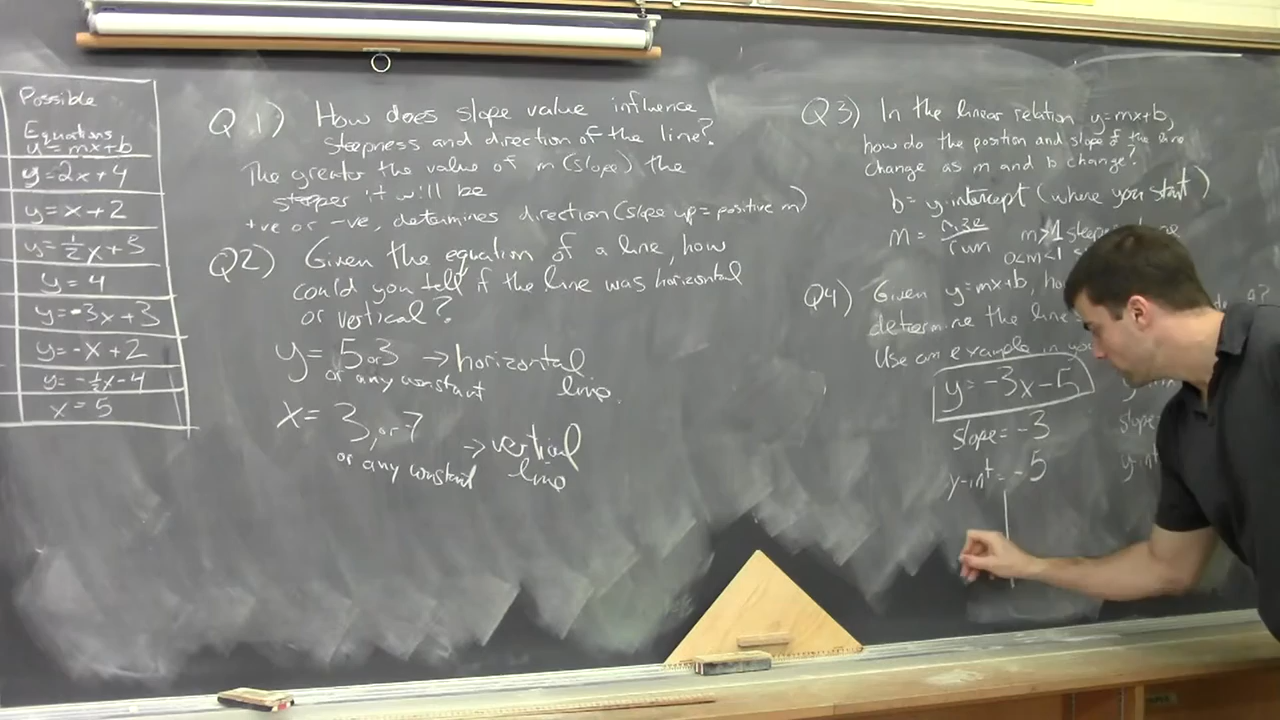 Possible
Equations
y=mx+b
y=2x+4
y=x+2
y=½x+3
y=4
y=-3x+3
y=-x+2
y=-½x-4
x=5
Q1) How does slope value influence
steepness and direction of the line?
The greater the value of m (slope) the
steeper it will be
+ve or -ve, determines direction (slope up = positive m)
Q2) Given the equation of a line, how
could you tell if the line was horizontal
or vertical?
y= 5 or 3 → horizontal
or any constant line.
x= 3, or -7 → vertical
or any constant line
Q3) In the linear relation y=mx+b,
how do the position and slope of the line
change as m and b change?
b= y-intercept (where you start)
m = rise/run m>1 steep
0<m<1
Q4) Given y=mx+b,
determine the line
Use an example in
y=-3x-5
slope=-3
y-int=-5
slope
y-int